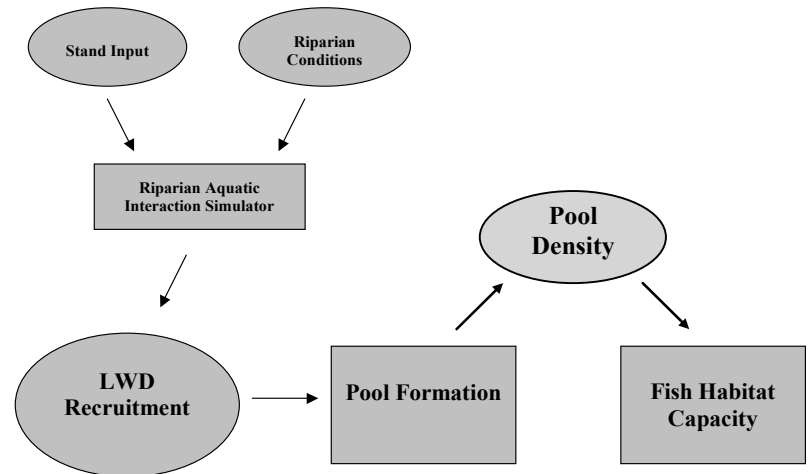 Stand Input
Riparian
Conditions
Riparian Aquatic
Interaction Simulator
Pool
Density
LWD
Recruitment
Pool Formation
Fish Habitat
Capacity